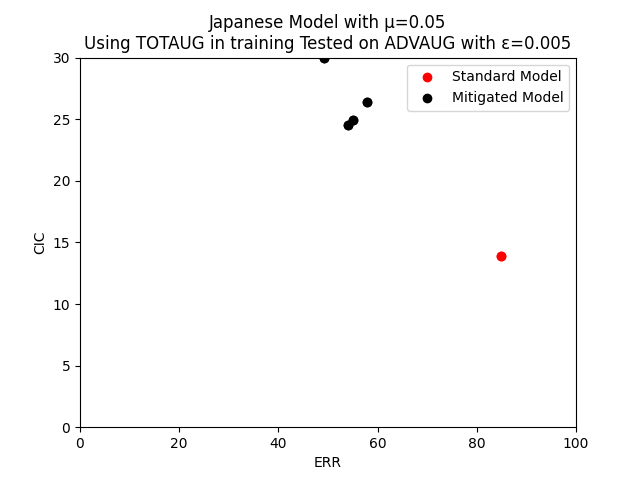 Japanese Model with μ=0.05
Using TOTAUG in training Tested on ADVAUG with ε=0.005
Standard Model
Mitigated Model
30
25
20
15
10
5
0
CIC
0 20 40 60 80 100
ERR